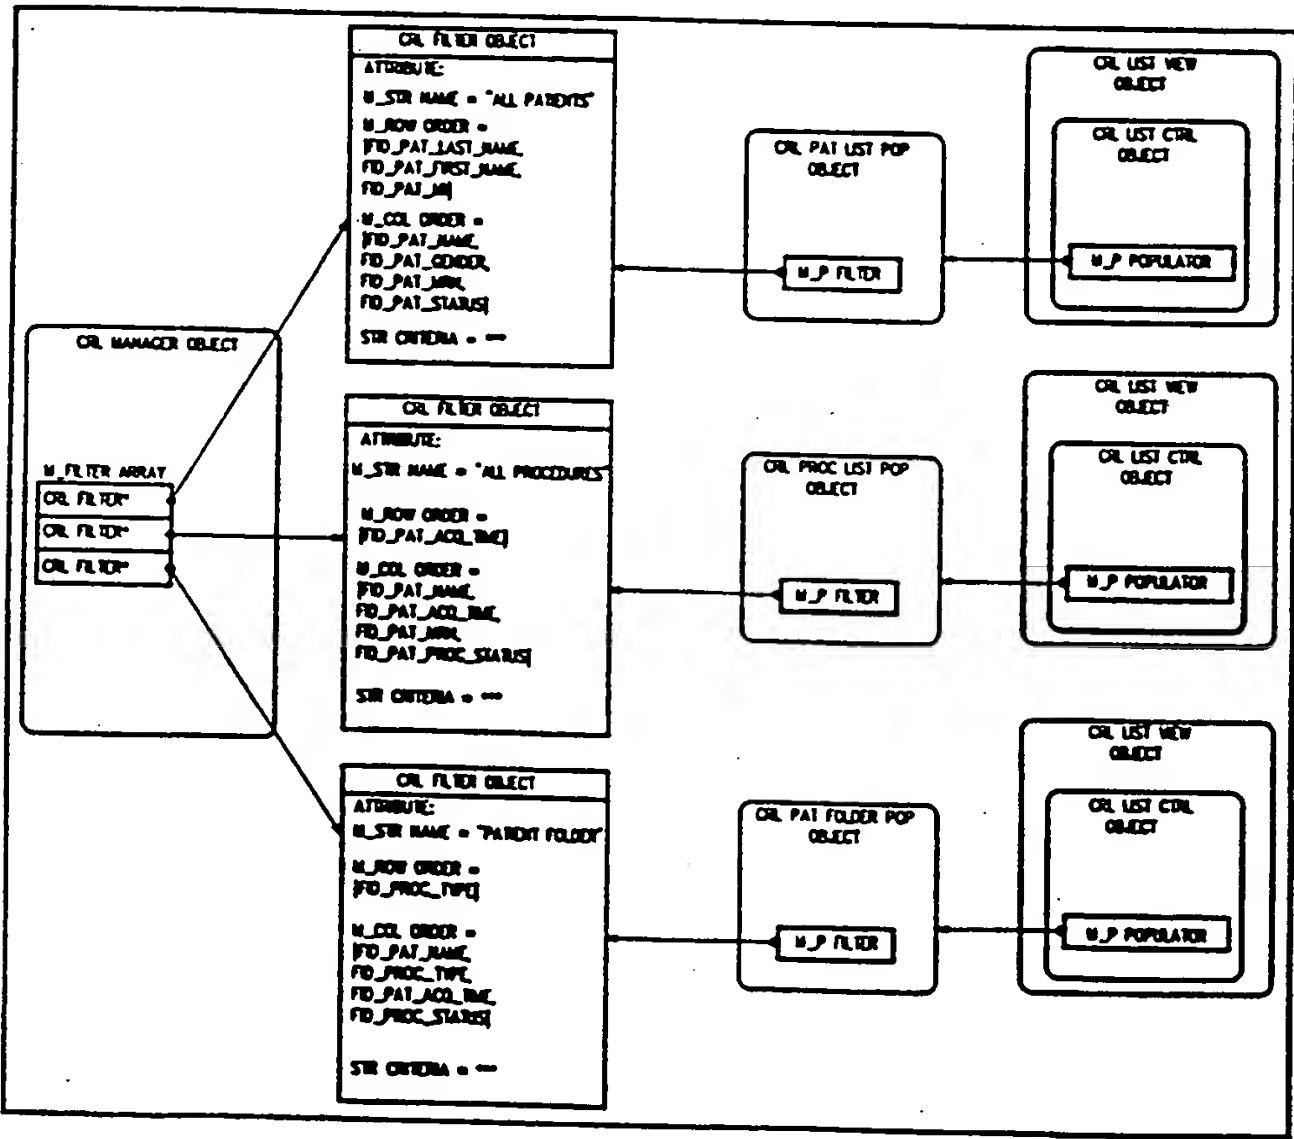 CRL FILTER OBJECT
ATTRIBUTE:
M_STR NAME = "ALL PATIENTS"
M_ROW ORDER =
[FID_PAT_LAST_NAME,
FID_PAT_FIRST_NAME,
FID_PAT_MI]
M_COL ORDER =
[FID_PAT_NAME,
FID_PAT_GENDER,
FID_PAT_MRN,
FID_PAT_STATUS]
STR CRITERIA = ""
CRL PAT LIST POP
OBJECT
M_P FILTER
CRL LIST VIEW
OBJECT
CRL LIST CTRL
OBJECT
M_P POPULATOR
CRL MANAGER OBJECT
M_FILTER ARRAY
CRL FILTER*
CRL FILTER*
CRL FILTER*
CRL FILTER OBJECT
ATTRIBUTE:
M_STR NAME = "ALL PROCEDURES"
M_ROW ORDER =
[FID_PAT_ACQ_TIME]
M_COL ORDER =
[FID_PAT_NAME,
FID_PAT_ACQ_TIME,
FID_PAT_MRN,
FID_PAT_PROC_STATUS]
STR CRITERIA = ""
CRL PROC LIST POP
OBJECT
M_P FILTER
CRL LIST VIEW
OBJECT
CRL LIST CTRL
OBJECT
M_P POPULATOR
CRL FILTER OBJECT
ATTRIBUTE:
M_STR NAME = "PATIENT FOLDER"
M_ROW ORDER =
[FID_PROC_TYPE]
M_COL ORDER =
[FID_PAT_NAME,
FID_PROC_TYPE,
FID_PAT_ACQ_TIME,
FID_PROC_STATUS]
STR CRITERIA = ""
CRL PAT FOLDER POP
OBJECT
M_P FILTER
CRL LIST VIEW
OBJECT
CRL LIST CTRL
OBJECT
M_P POPULATOR